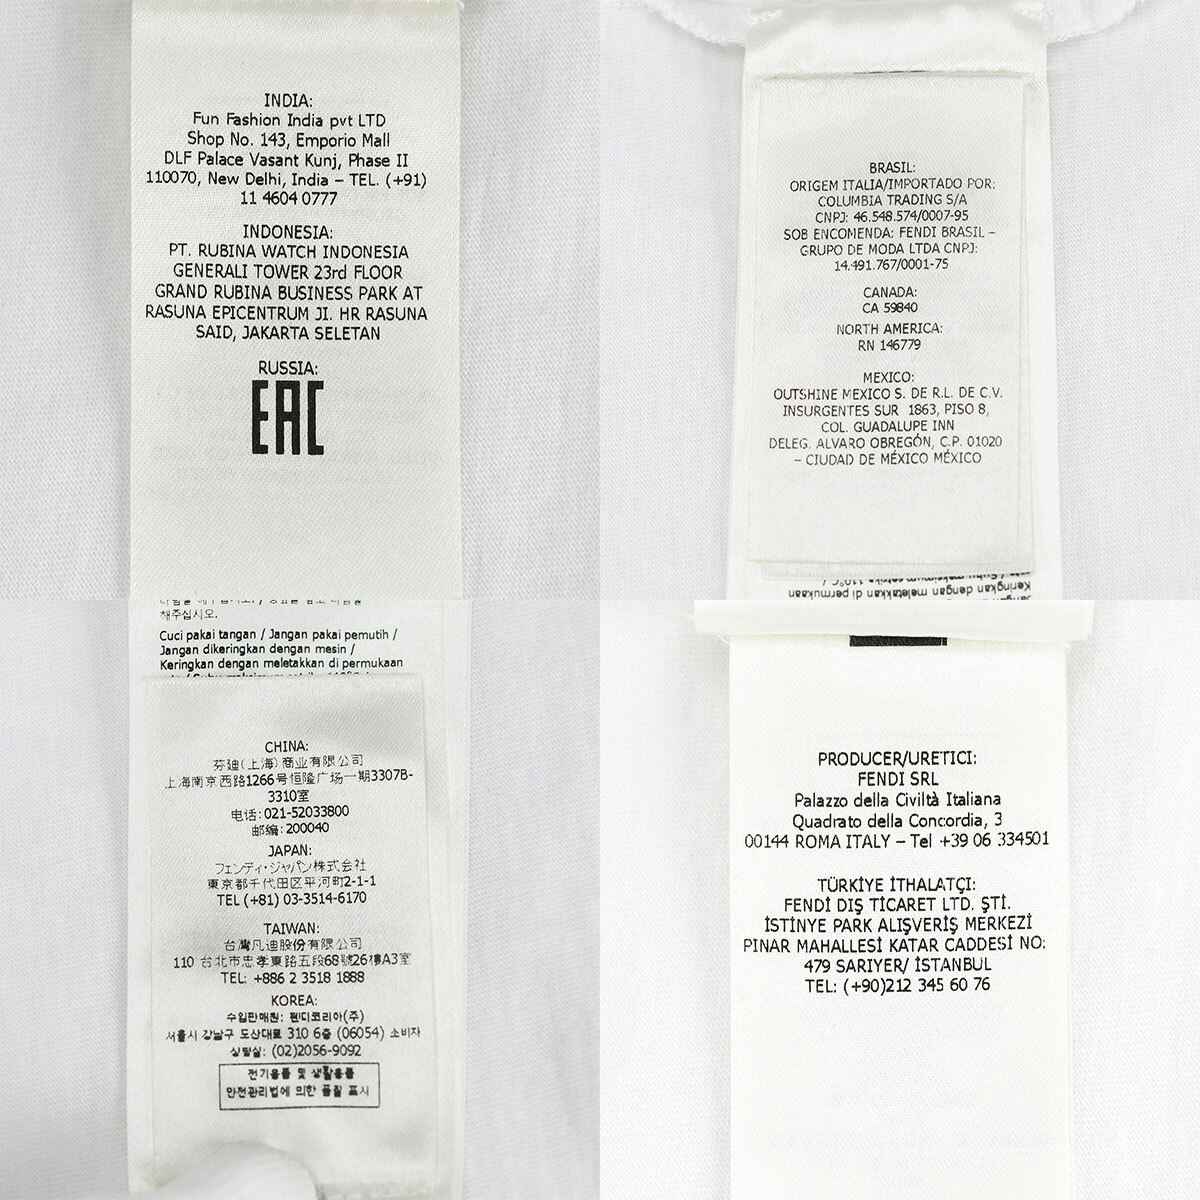 INDIA:
Fun Fashion India pvt LTD
Shop No. 143, Emporio Mall
DLF Palace Vasant Kunj, Phase II
110070, New Delhi, India – TEL. (+91)
11 4604 0777
INDONESIA:
PT. RUBINA WATCH INDONESIA
GENERALI TOWER 23rd FLOOR
GRAND RUBINA BUSINESS PARK AT
RASUNA EPICENTRUM JI. HR RASUNA
SAID, JAKARTA SELETAN
RUSSIA:
EAC
BRASIL:
ORIGEM ITALIA/IMPORTADO POR:
COLUMBIA TRADING S/A
CNPJ: 46.548.574/0007-95
SOB ENCOMENDA: FENDI BRASIL –
GRUPO DE MODA LTDA CNPJ:
14.491.767/0001-75
CANADA:
CA 59840
NORTH AMERICA:
RN 146779
MEXICO:
OUTSHINE MEXICO S. DE R.L. DE C.V.
INSURGENTES SUR 1863, PISO 8,
COL. GUADALUPE INN
DELEG. ALVARO OBREGÓN, C.P. 01020
– CIUDAD DE MÉXICO MÉXICO
Keringkan dengan meletakkan di permukaan
해주십시오.
Cuci pakai tangan / Jangan pakai pemutih /
Jangan dikeringkan dengan mesin /
Keringkan dengan meletakkan di permukaan
CHINA:
芬迪(上海)商业有限公司
上海南京西路1266号恒隆广场一期3307B-
3310室
电话:021-52033800
邮编:200040
JAPAN:
フェンディ・ジャパン株式会社
東京都千代田区平河町2-1-1
TEL (+81) 03-3514-6170
TAIWAN:
台灣凡迪股份有限公司
110 台北市忠孝東路五段68號26樓A3室
TEL: +886 2 3518 1888
KOREA:
수입판매원: 펜디코리아(주)
서울시 강남구 도산대로 310 6층 (06054) 소비자
상담실: (02)2056-9092
전기용품 및 생활용품
안전관리법에 의한 품질 표시
PRODUCER/URETICI:
FENDI SRL
Palazzo della Civiltà Italiana
Quadrato della Concordia, 3
00144 ROMA ITALY – Tel +39 06 334501
TÜRKİYE İTHALATÇI:
FENDİ DIŞ TİCARET LTD. ŞTİ.
İSTİNYE PARK ALIŞVERİŞ MERKEZİ
PINAR MAHALLESİ KATAR CADDESİ NO:
479 SARIYER/ İSTANBUL
TEL: (+90)212 345 60 76